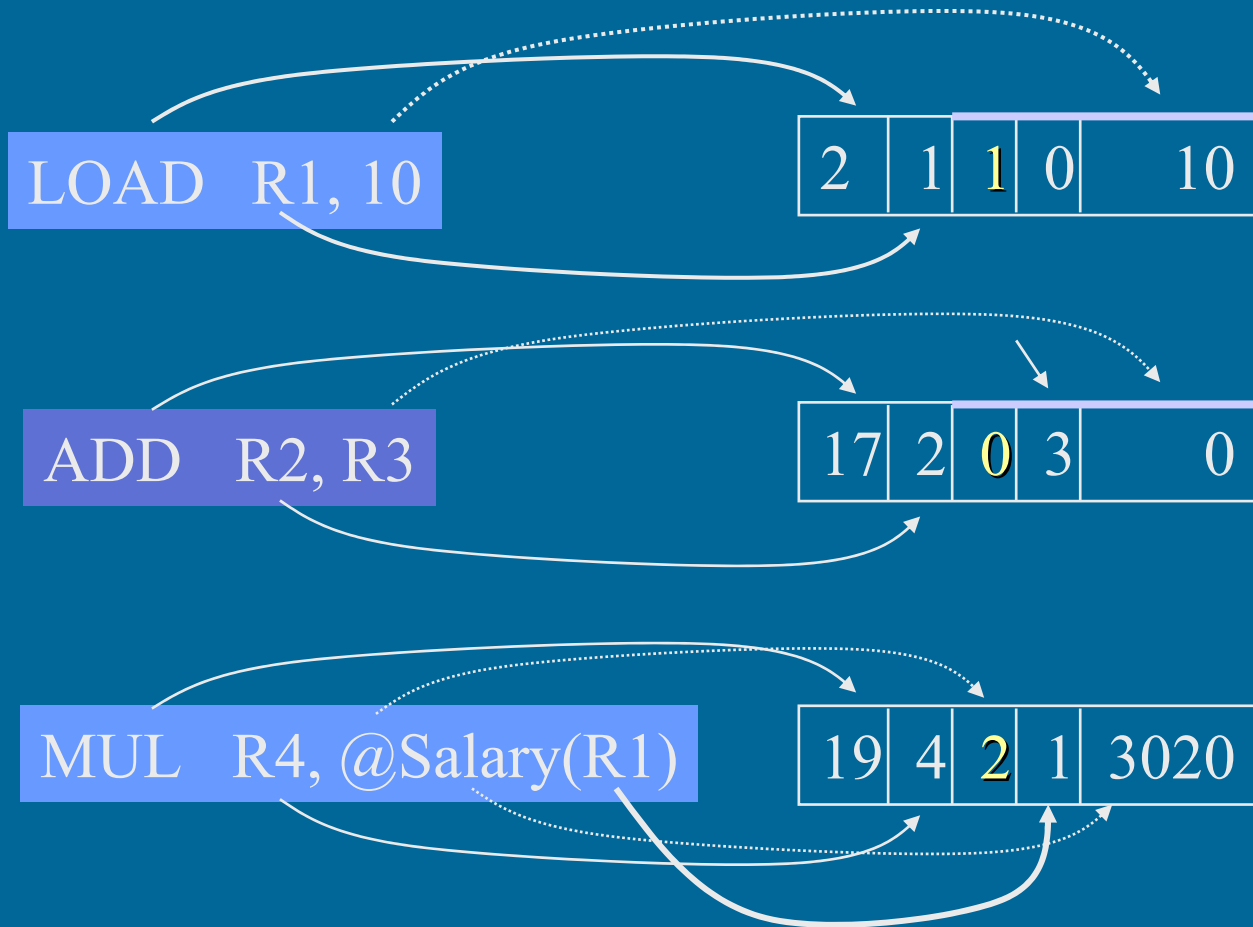 LOAD R1, 10
2 1 1 0 10
ADD R2, R3
17 2 0 3 0
MUL R4, @Salary(R1)
19 4 2 1 3020